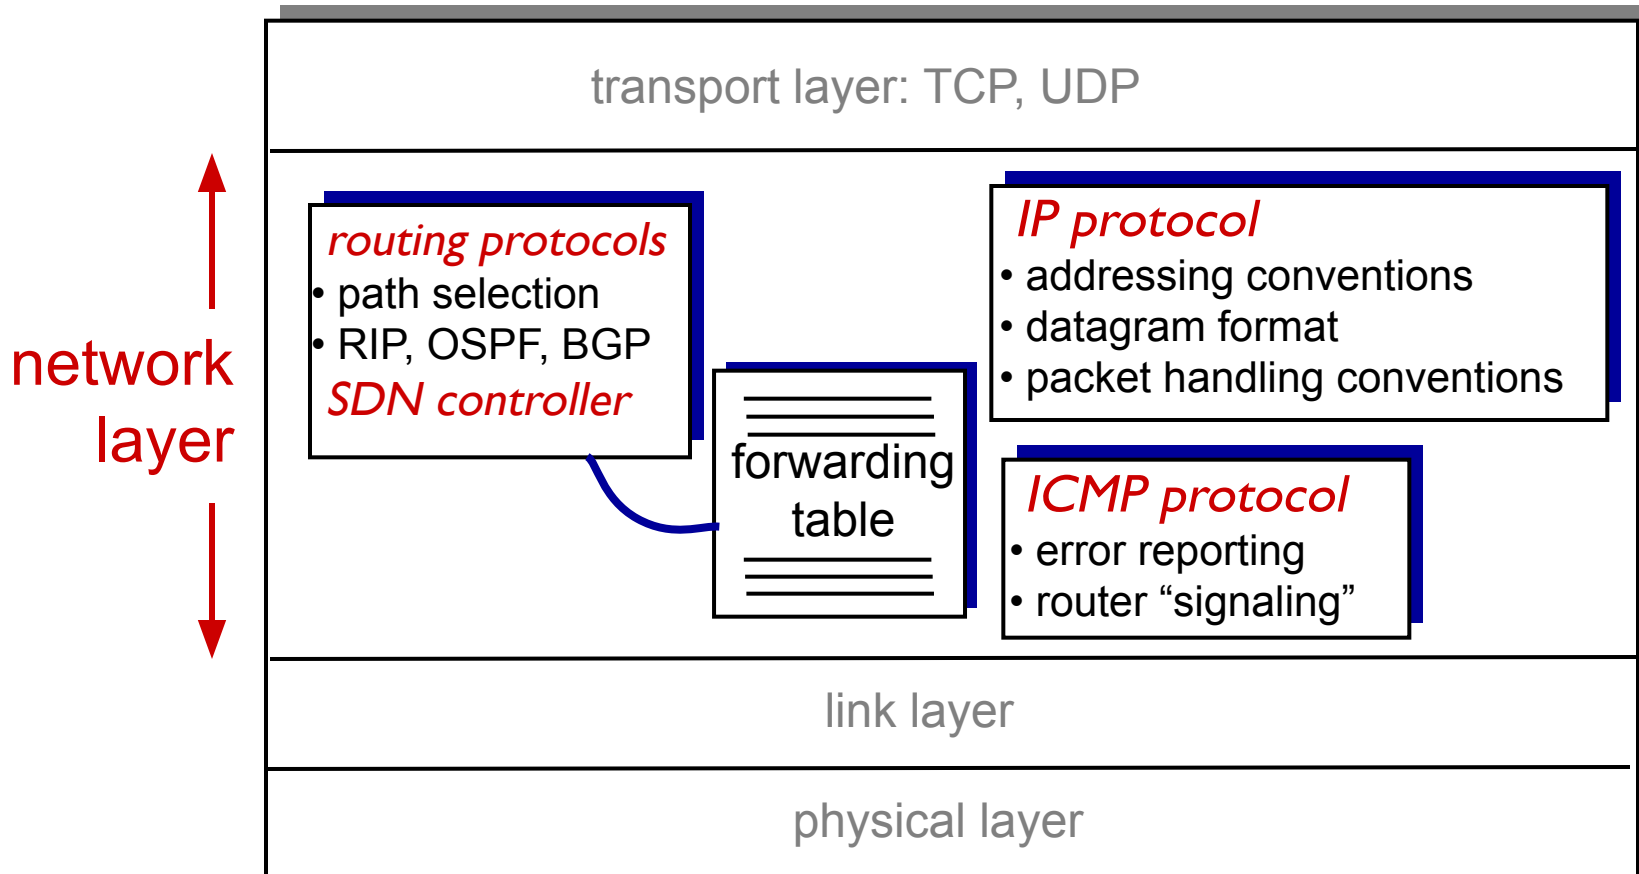 transport layer: TCP, UDP
network
layer
routing protocols
• path selection
• RIP, OSPF, BGP
SDN controller
forwarding
table
IP protocol
• addressing conventions
• datagram format
• packet handling conventions
ICMP protocol
• error reporting
• router “signaling”
link layer
physical layer